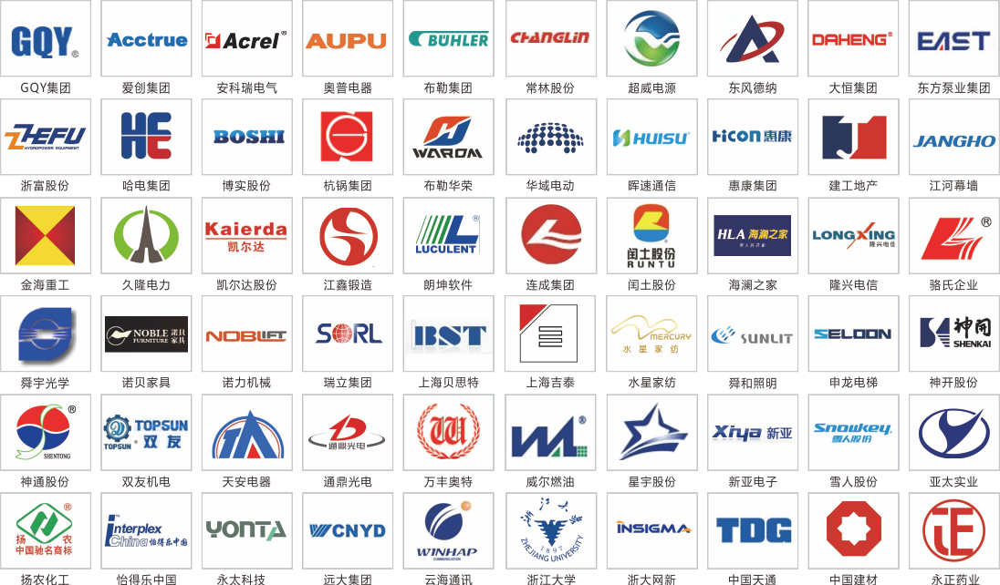 GQY®
Acctrue
Acrel®
AUPU
BÜHLER
CHANGLIN
DAHENG®
EAST
GQY集团
爱创集团
安科瑞电气
奥普电器
布勒集团
常林股份
超威电源
东风德纳
大恒集团
东方泵业集团
ZHEFU
HYDROPOWER EQUIPMENT
HE
BOSHI
WAROM
HUISU
Hicon 惠康
JANGHO
浙富股份
哈电集团
博实股份
杭锅集团
布勒华荣
华域电动
晖速通信
惠康集团
建工地产
江河幕墙
Kaierda
凯尔达
LUCULENT
®
闰土股份
RUNTU
HLA 海澜之家
男人的衣柜
LONGXING
隆兴电信
®
金海重工
久隆电力
凯尔达股份
江鑫锻造
朗坤软件
连成集团
闰土股份
海澜之家
隆兴电信
骆氏企业
NOBLE 诺贝
FURNITURE 家具
NOBLIFT
SORL
BST
MERCURY
水星家纺
SUNLIT
SELOON
神开
SHENKAI
舜宇光学
诺贝家具
诺力机械
瑞立集团
上海贝思特
上海吉泰
水星家纺
舜和照明
申龙电梯
神开股份
®
SHENTONG
TOPSUN
TOPSUN® 双友
通鼎光电
W
®
Xinya 新亚
Snowkey
雪人股份
神通股份
双友机电
天安电器
通鼎光电
万丰奥特
威尔燃油
星宇股份
新亚电子
雪人股份
亚太实业
®
扬 农
中国驰名商标
interplex
China 怡得乐中国
YONTA
CNYD
WINHAP
COMMUNICATION
浙江大学
1897
ZHEJIANG UNIVERSITY
INSIGMA
TDG
正
扬农化工
怡得乐中国
永太科技
远大集团
云海通讯
浙江大学
浙大网新
中国天通
中国建材
永正药业